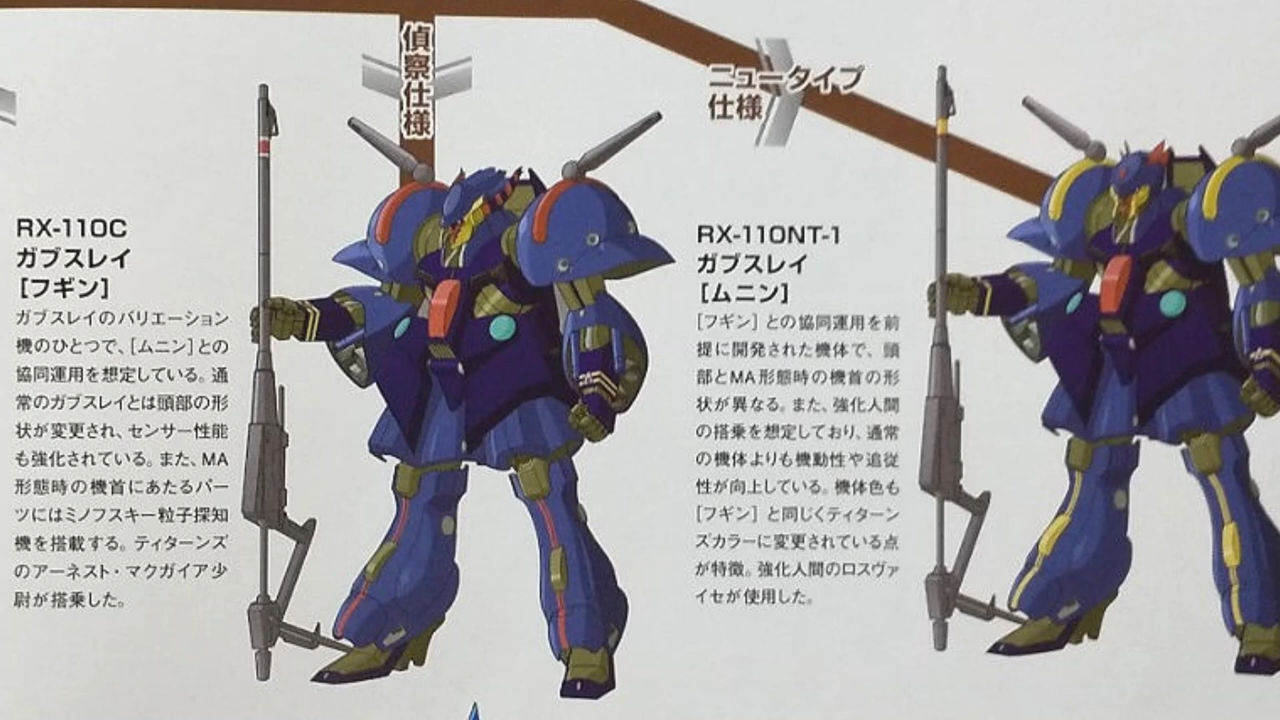 偵察仕様
ニュータイプ
仕様
RX-110C
ガブスレイ
［フギン］
ガブスレイのバリエーション
機のひとつで、［ムニン］との
協同運用を想定している。通
常のガブスレイとは頭部の形
状が変更され、センサー性能
も強化されている。また、MA
形態時の機首にあたるパー
ツにはミノフスキー粒子探知
機を搭載する。ティターンズ
のアーネスト・マクガイア少
尉が搭乗した。
RX-110NT-1
ガブスレイ
［ムニン］
［フギン］との協同運用を前
提に開発された機体で、頭
部とMA形態時の機首の形
状が異なる。また、強化人間
の搭乗を想定しており、通常
の機体よりも機動性や追従
性が向上している。機体色も
［フギン］と同じくティターン
ズカラーに変更されている点
が特徴。強化人間のロスヴァ
イセが使用した。